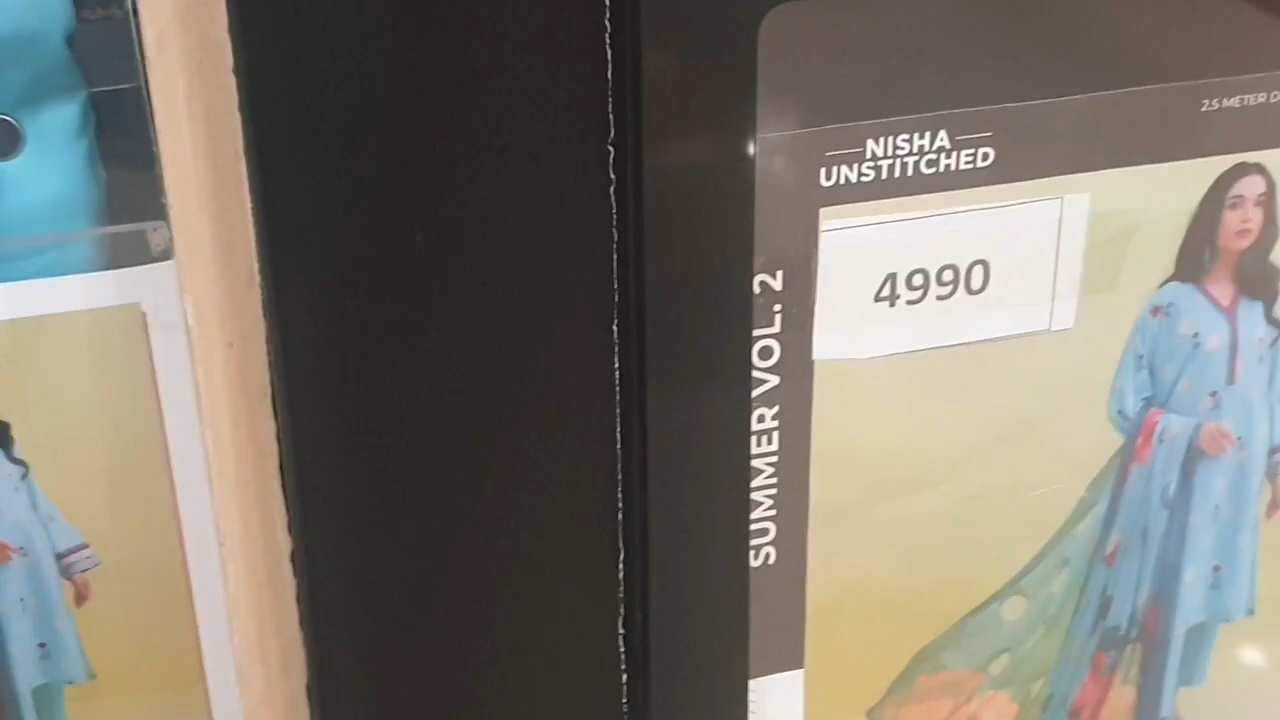 2.5 METER
NISHA
UNSTITCHED
4990
SUMMER VOL. 2